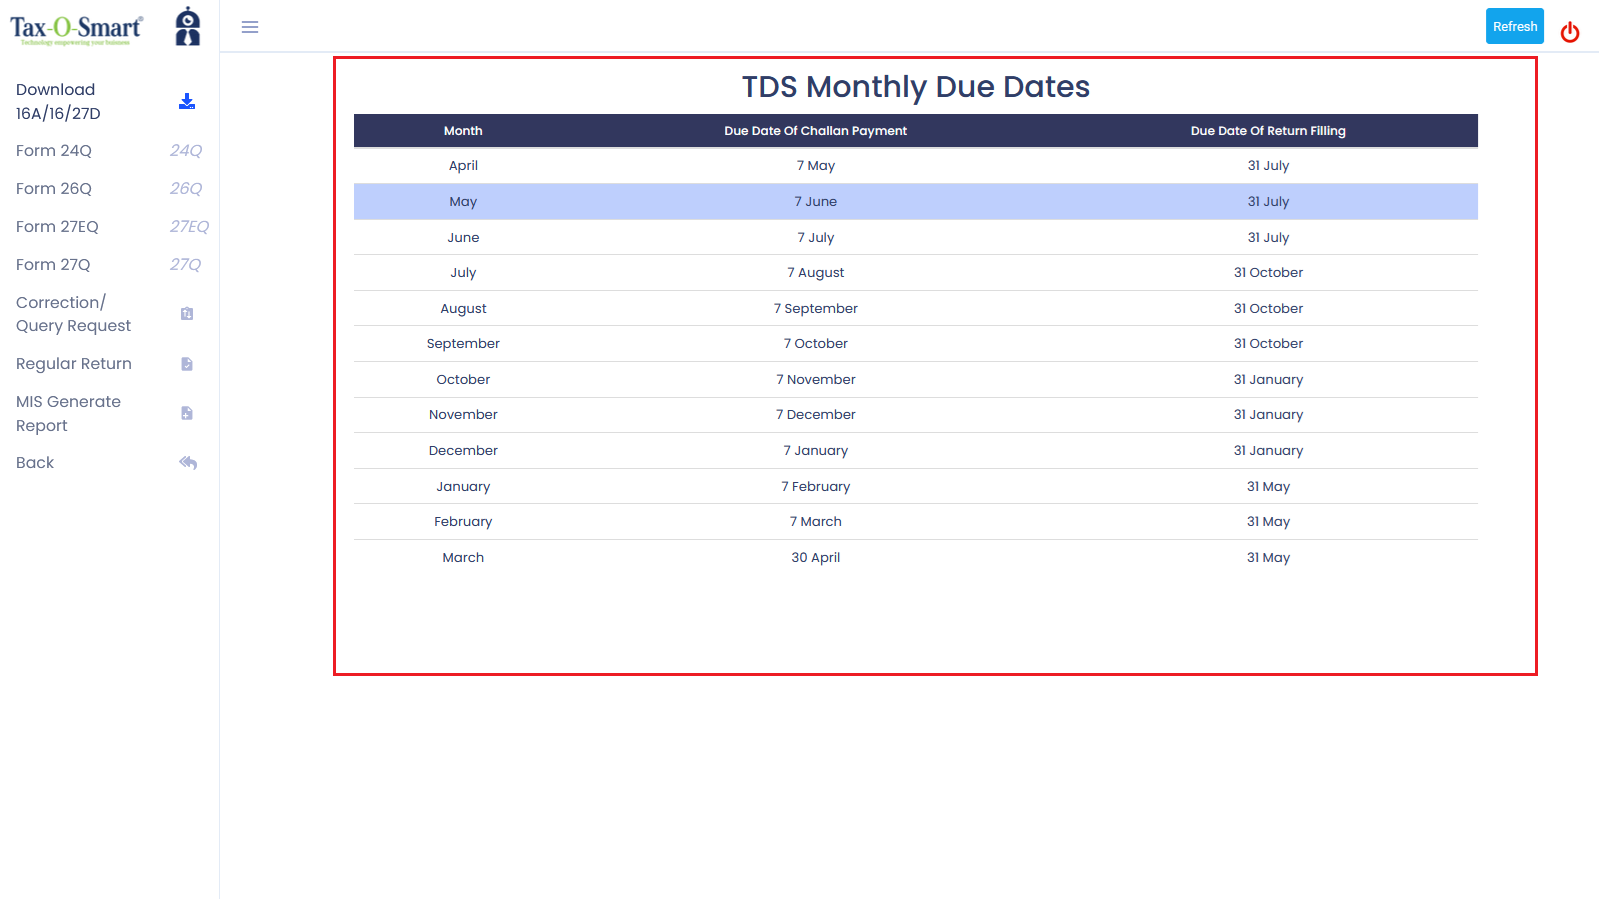 Tax-O-Smart
Technology empowering your business
Refresh
Download
16A/16/27D
Form 24Q 24Q
Form 26Q 26Q
Form 27EQ 27EQ
Form 27Q 27Q
Correction/
Query Request
Regular Return
MIS Generate
Report
Back
TDS Monthly Due Dates
Month Due Date Of Challan Payment Due Date Of Return Filling
April 7 May 31 July
May 7 June 31 July
June 7 July 31 July
July 7 August 31 October
August 7 September 31 October
September 7 October 31 October
October 7 November 31 January
November 7 December 31 January
December 7 January 31 January
January 7 February 31 May
February 7 March 31 May
March 30 April 31 May